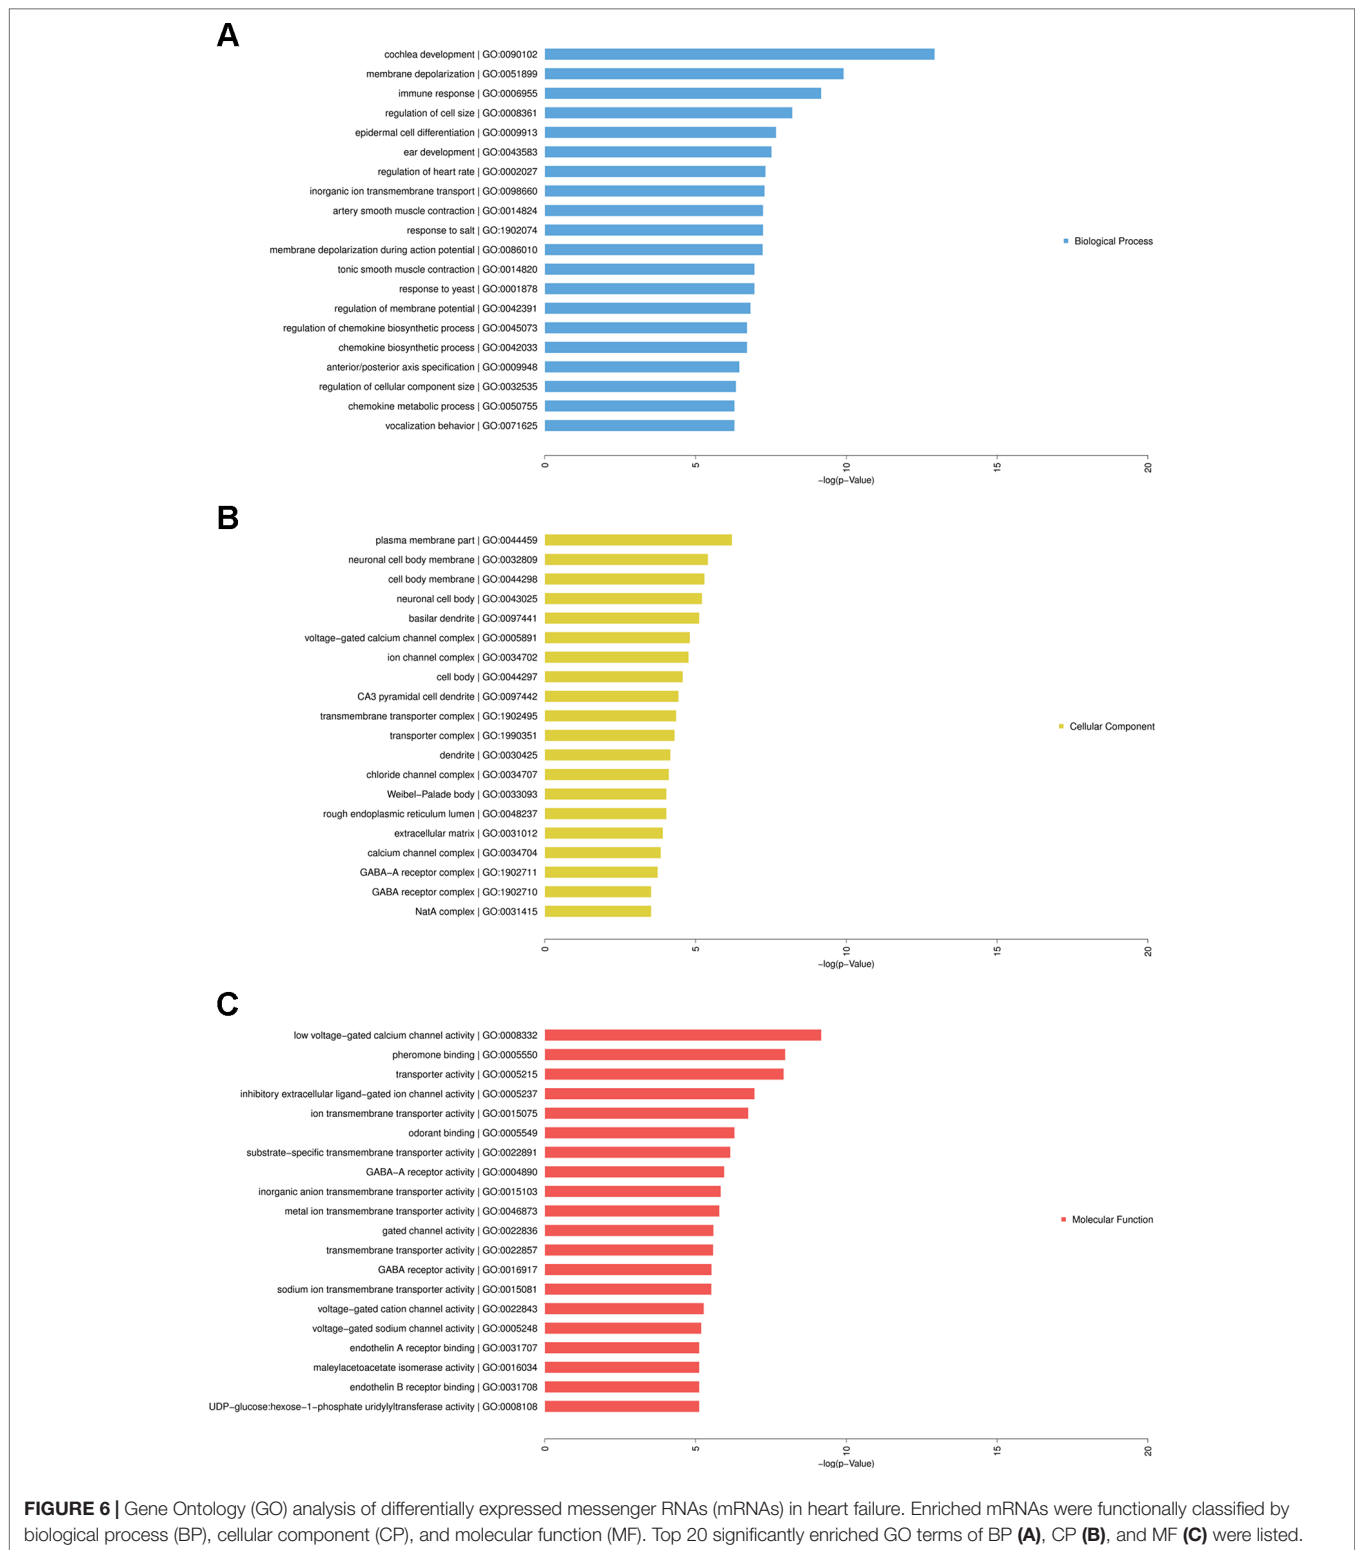 A
cochlea development | GO:0090102
membrane depolarization | GO:0051899
immune response | GO:0006955
regulation of cell size | GO:0008361
epidermal cell differentiation | GO:0009913
ear development | GO:0043583
regulation of heart rate | GO:0002027
inorganic ion transmembrane transport | GO:0098660
artery smooth muscle contraction | GO:0014824
response to salt | GO:1902074
membrane depolarization during action potential | GO:0086010
tonic smooth muscle contraction | GO:0014820
response to yeast | GO:0001878
regulation of membrane potential | GO:0042391
regulation of chemokine biosynthetic process | GO:0045073
chemokine biosynthetic process | GO:0042033
anterior/posterior axis specification | GO:0009948
regulation of cellular component size | GO:0032535
chemokine metabolic process | GO:0050755
vocalization behavior | GO:0071625
Biological Process
0 5 10 15 20
−log(p−Value)
B
plasma membrane part | GO:0044459
neuronal cell body membrane | GO:0032809
cell body membrane | GO:0044298
neuronal cell body | GO:0043025
basilar dendrite | GO:0097441
voltage−gated calcium channel complex | GO:0005891
ion channel complex | GO:0034702
cell body | GO:0044297
CA3 pyramidal cell dendrite | GO:0097442
transmembrane transporter complex | GO:1902495
transporter complex | GO:1990351
dendrite | GO:0030425
chloride channel complex | GO:0034707
Weibel−Palade body | GO:0033093
rough endoplasmic reticulum lumen | GO:0048237
extracellular matrix | GO:0031012
calcium channel complex | GO:0034704
GABA−A receptor complex | GO:1902711
GABA receptor complex | GO:1902710
NatA complex | GO:0031415
Cellular Component
0 5 10 15 20
−log(p−Value)
C
low voltage−gated calcium channel activity | GO:0008332
pheromone binding | GO:0005550
transporter activity | GO:0005215
inhibitory extracellular ligand−gated ion channel activity | GO:0005237
ion transmembrane transporter activity | GO:0015075
odorant binding | GO:0005549
substrate−specific transmembrane transporter activity | GO:0022891
GABA−A receptor activity | GO:0004890
inorganic anion transmembrane transporter activity | GO:0015103
metal ion transmembrane transporter activity | GO:0046873
gated channel activity | GO:0022836
transmembrane transporter activity | GO:0022857
GABA receptor activity | GO:0016917
sodium ion transmembrane transporter activity | GO:0015081
voltage−gated cation channel activity | GO:0022843
voltage−gated sodium channel activity | GO:0005248
endothelin A receptor binding | GO:0031707
maleylacetoacetate isomerase activity | GO:0016034
endothelin B receptor binding | GO:0031708
UDP−glucose:hexose−1−phosphate uridylyltransferase activity | GO:0008108
Molecular Function
0 5 10 15 20
−log(p−Value)
FIGURE 6 | Gene Ontology (GO) analysis of differentially expressed messenger RNAs (mRNAs) in heart failure. Enriched mRNAs were functionally classified by
biological process (BP), cellular component (CP), and molecular function (MF). Top 20 significantly enriched GO terms of BP (A), CP (B), and MF (C) were listed.